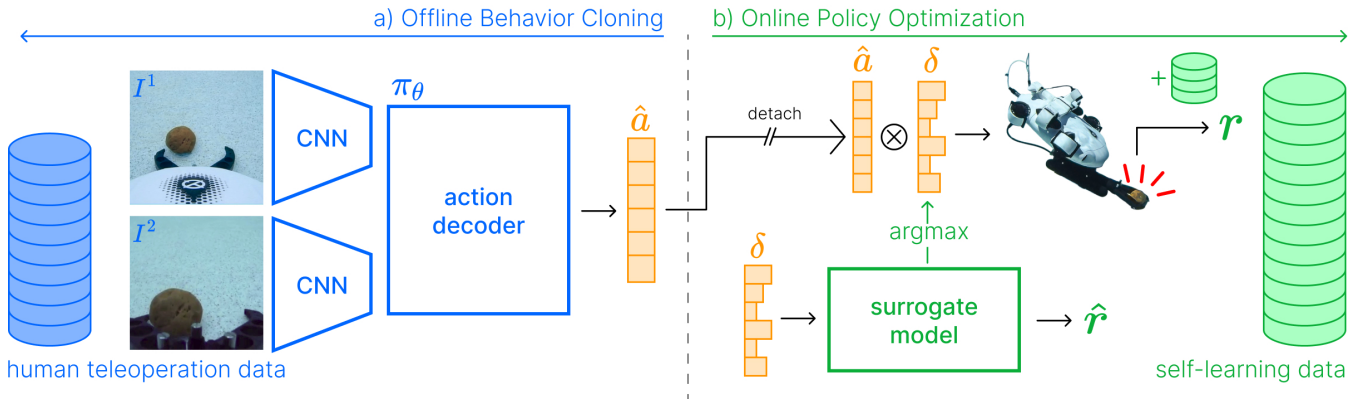 a) Offline Behavior Cloning
b) Online Policy Optimization
I¹
CNN
I²
CNN
π_θ
action
decoder
â
human teleoperation data
detach
â
δ
⊗
+
r
argmax
δ
surrogate
model
r̂
self-learning data